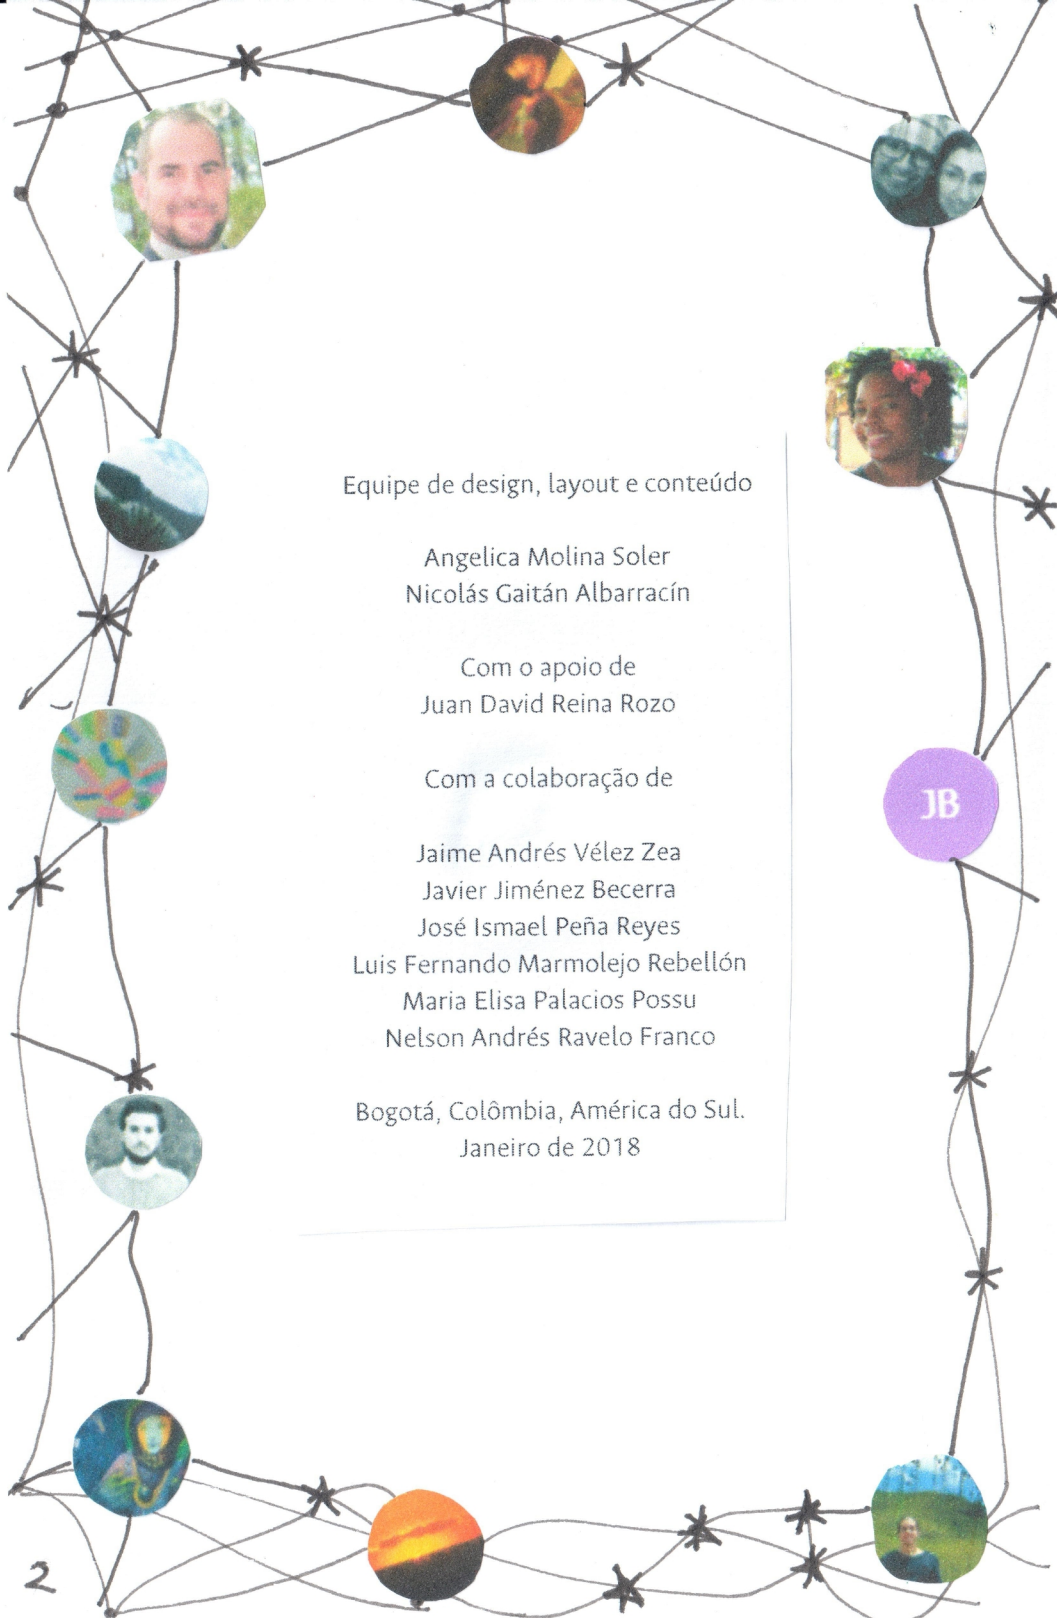 Equipe de design, layout e conteúdo
Angelica Molina Soler
Nicolás Gaitán Albarracín
Com o apoio de
Juan David Reina Rozo
Com a colaboração de
JB
Jaime Andrés Vélez Zea
Javier Jiménez Becerra
José Ismael Peña Reyes
Luis Fernando Marmolejo Rebellón
Maria Elisa Palacios Possu
Nelson Andrés Ravelo Franco
Bogotá, Colômbia, América do Sul.
Janeiro de 2018
2